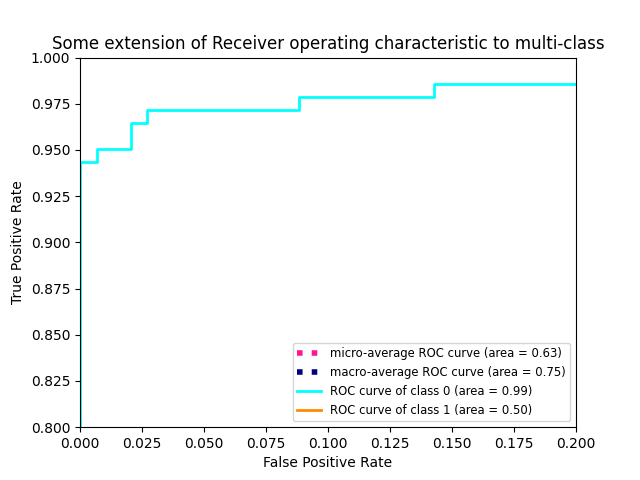 Some extension of Receiver operating characteristic to multi-class
1.000
0.975
0.950
0.925
0.900
0.875
0.850
0.825
0.800
True Positive Rate
micro-average ROC curve (area = 0.63)
macro-average ROC curve (area = 0.75)
ROC curve of class 0 (area = 0.99)
ROC curve of class 1 (area = 0.50)
0.000 0.025 0.050 0.075 0.100 0.125 0.150 0.175 0.200
False Positive Rate